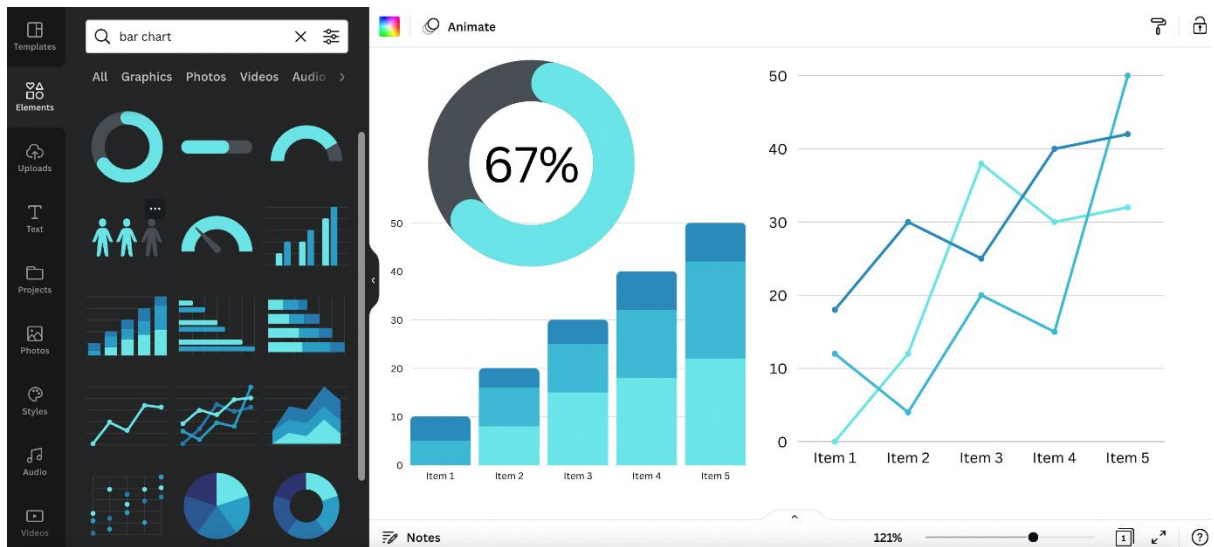 Templates
Elements
Uploads
Text
Projects
Photos
Styles
Audio
Videos
bar chart
All Graphics Photos Videos Audio
Animate
67%
50
40
30
20
10
0
Item 1 Item 2 Item 3 Item 4 Item 5
50
40
30
20
10
0
Item 1 Item 2 Item 3 Item 4 Item 5
Notes
121%
1
?